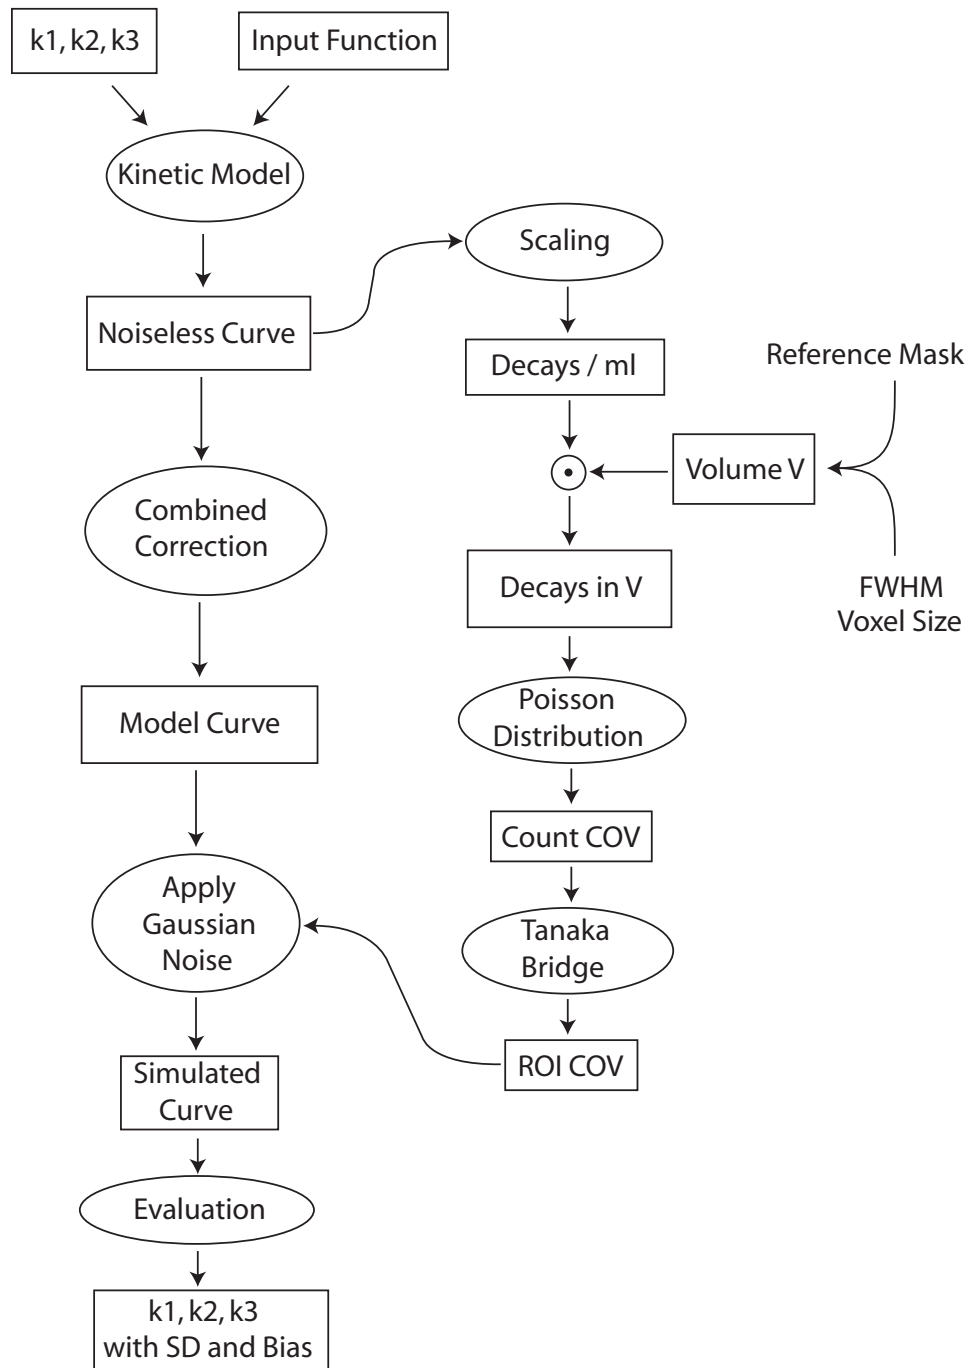 k1, k2, k3
Input Function
Kinetic Model
Scaling
Noiseless Curve
Decays / ml
Reference Mask
Volume V
Combined
Correction
Decays in V
FWHM
Voxel Size
Model Curve
Poisson
Distribution
Count COV
Apply
Gaussian
Noise
Tanaka
Bridge
ROI COV
Simulated
Curve
Evaluation
k1, k2, k3
with SD and Bias